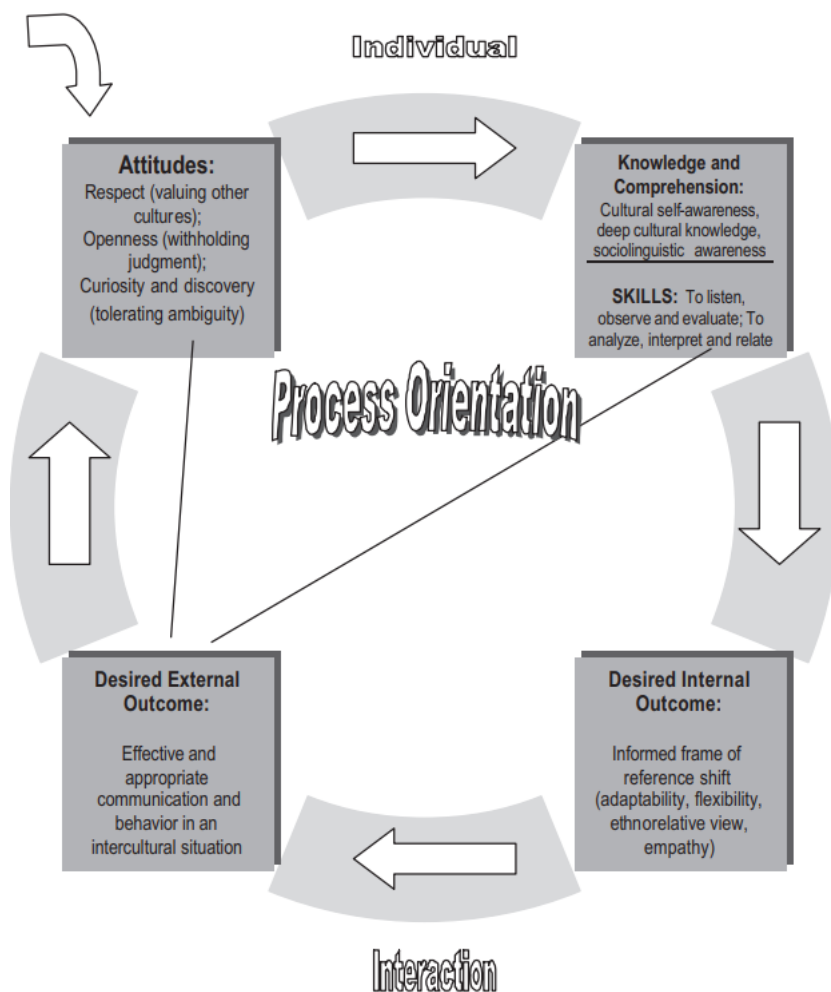 Individual
Attitudes:
Respect (valuing other
cultures);
Openness (withholding
judgment);
Curiosity and discovery
(tolerating ambiguity)
Knowledge and
Comprehension:
Cultural self-awareness,
deep cultural knowledge,
sociolinguistic awareness
SKILLS: To listen,
observe and evaluate; To
analyze, interpret and relate
Process Orientation
Desired External
Outcome:
Effective and
appropriate
communication and
behavior in an
intercultural situation
Desired Internal
Outcome:
Informed frame of
reference shift
(adaptability, flexibility,
ethnorelative view,
empathy)
Interaction